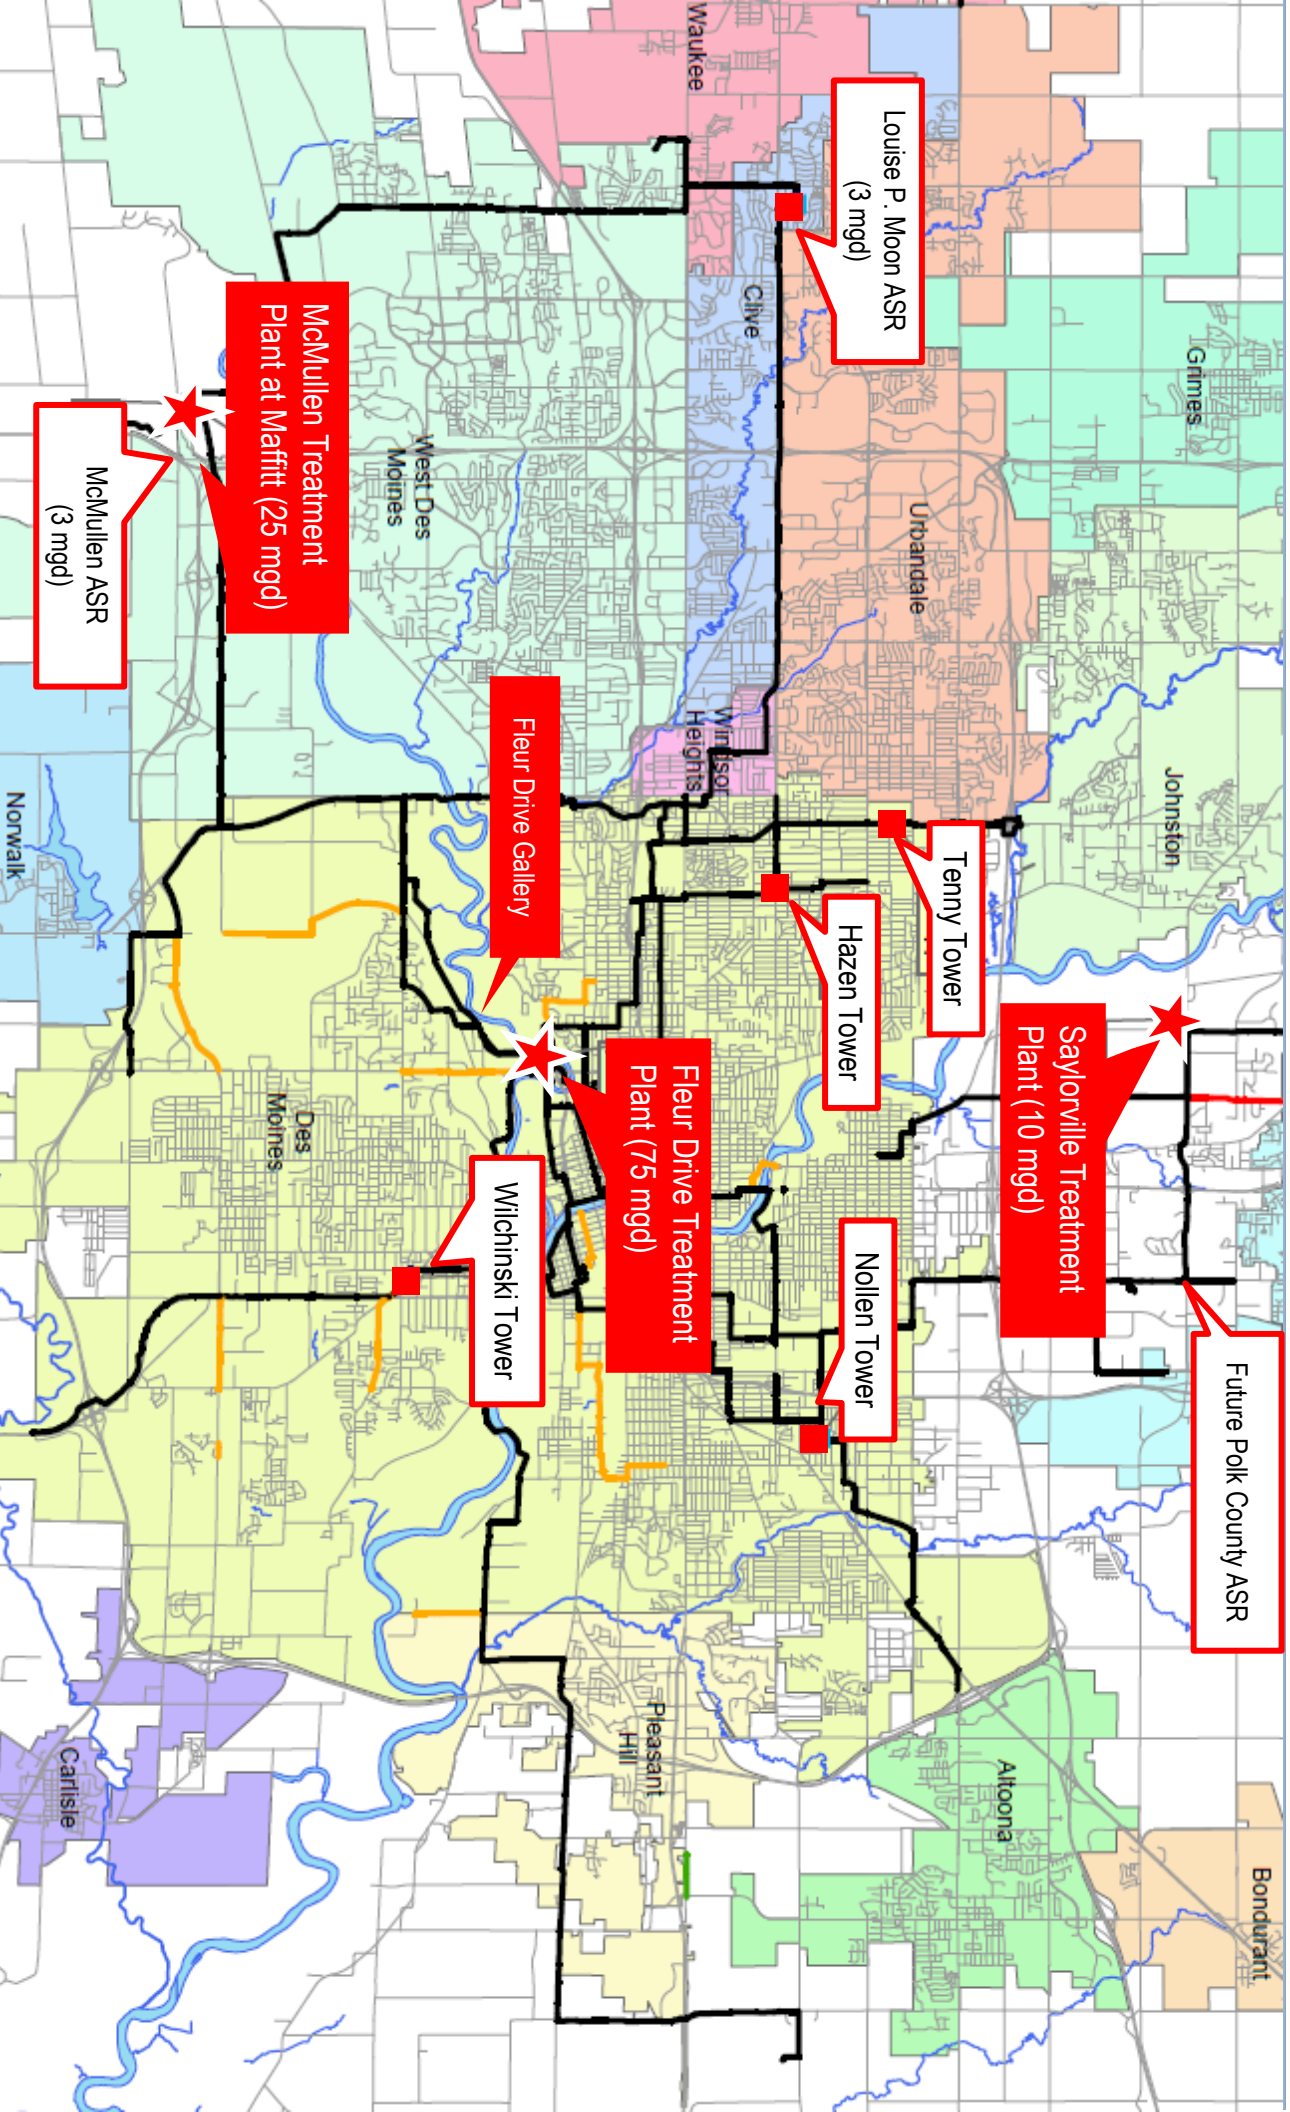 Bondurant
Future Polk County ASR
Grimes
Johnston
Saylorville Treatment
Plant (10 mgd)
Altoona
Tenny Tower
Urbandale
Louise P. Moon ASR
(3 mgd)
Nollen Tower
Hazen Tower
Clive
Windsor
Heights
Waukee
Fleur Drive Treatment
Plant (75 mgd)
Pleasant
Hill
Fleur Drive Gallery
Wilchinski Tower
West Des
Moines
McMullen Treatment
Plant at Maffitt (25 mgd)
Des
Moines
McMullen ASR
(3 mgd)
Carlisle
Norwalk